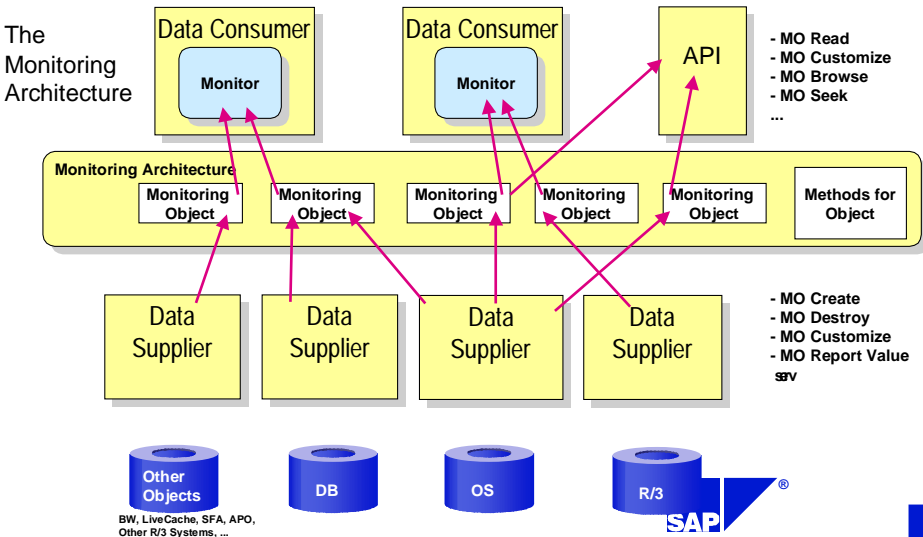 The
Monitoring
Architecture
Data Consumer
Monitor
Data Consumer
Monitor
API
- MO Read
- MO Customize
- MO Browse
- MO Seek
...
Monitoring Architecture
Monitoring
Object
Monitoring
Object
Monitoring
Object
Monitoring
Object
Monitoring
Object
Methods for
Object
Data
Supplier
Data
Supplier
Data
Supplier
Data
Supplier
- MO Create
- MO Destroy
- MO Customize
- MO Report Value
serv
Other
Objects
DB
OS
R/3
SAP
®
BW, LiveCache, SFA, APO,
Other R/3 Systems, ...